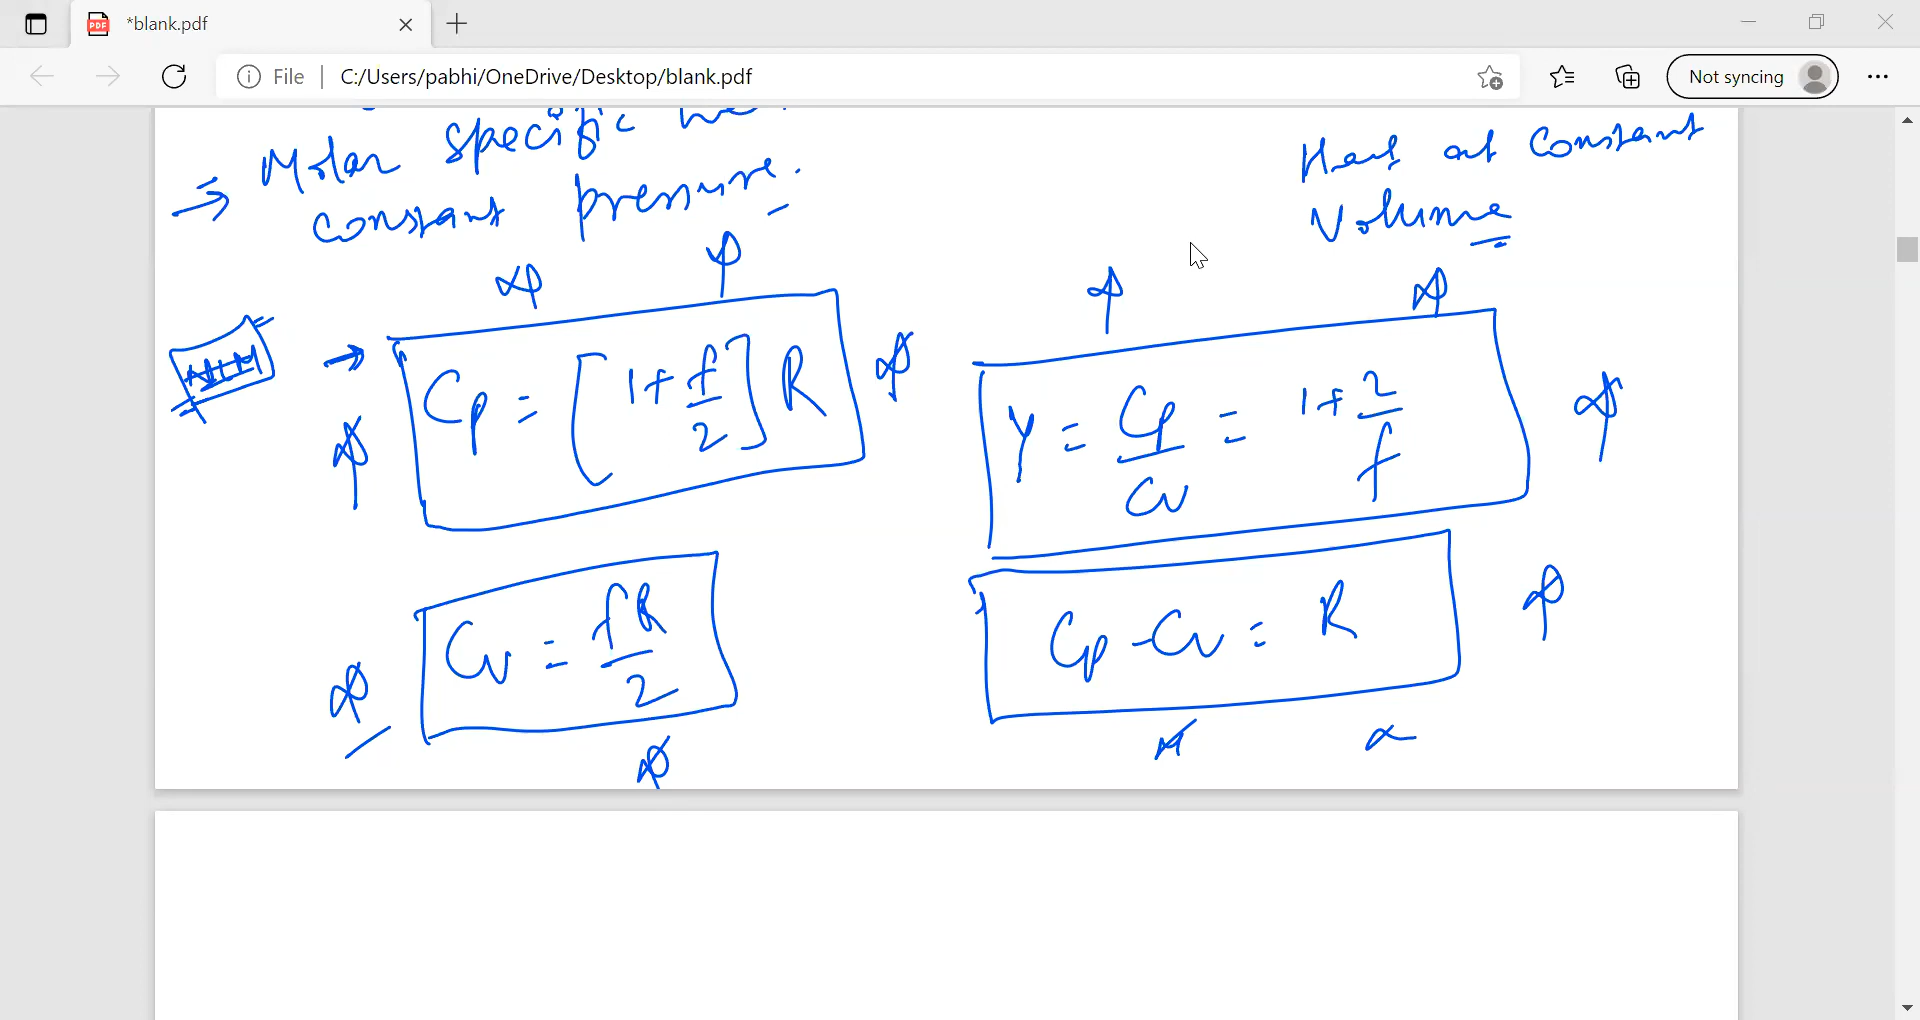 *blank.pdf
File
C:/Users/pabhi/OneDrive/Desktop/blank.pdf
Not syncing
⇒ Molar specific
constant pressure.
Heat at Constant
Volume
→ Cp = [1+f/2] R
γ = Cp/Cv = 1+2/f
Cv = fR/2
Cp - Cv = R